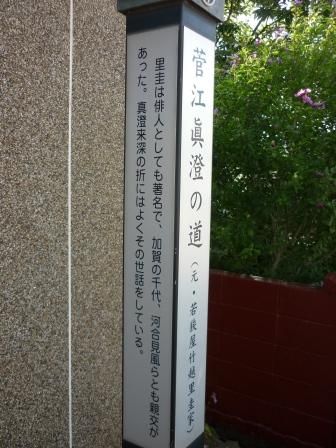 菅江眞澄の道(元・若狭屋竹越里圭家)
里圭は俳人としても著名で、加賀の千代、河合見風らとも親交が
あった。真澄来深の折にはよくその世話をしている。